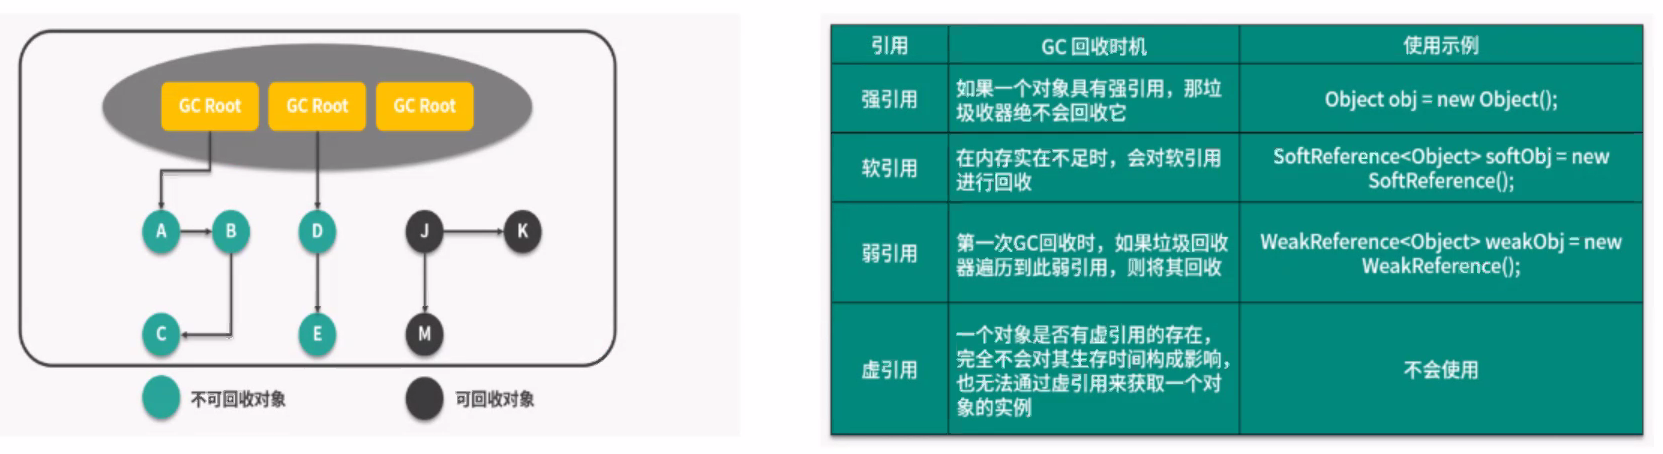 GC Root
GC Root
GC Root
A
B
D
J
K
C
E
M
不可回收对象
可回收对象
引用
GC 回收时机
使用示例
强引用
如果一个对象具有强引用，那垃
圾收器绝不会回收它
Object obj = new Object();
软引用
在内存实在不足时，会对软引用
进行回收
SoftReference<Object> softObj = new
SoftReference();
弱引用
第一次GC回收时，如果垃圾回收
器遍历到此弱引用，则将其回收
WeakReference<Object> weakObj = new
WeakReference();
虚引用
一个对象是否有虚引用的存在，
完全不会对其生存时间构成影响，
也无法通过虚引用来获取一个对
象的实例
不会使用